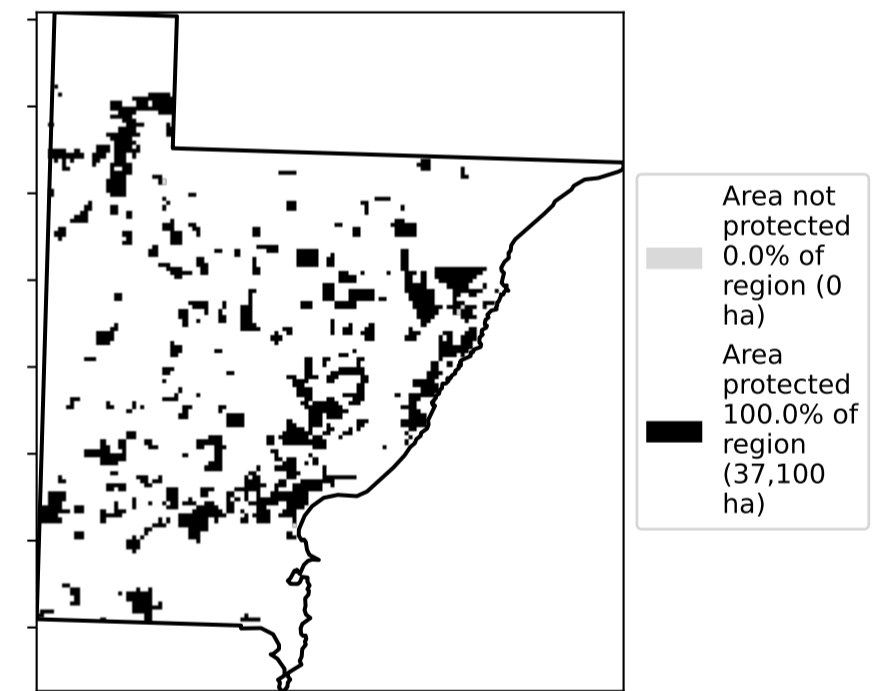 Area not
protected
0.0% of
region (0
ha)
Area
protected
100.0% of
region
(37,100
ha)